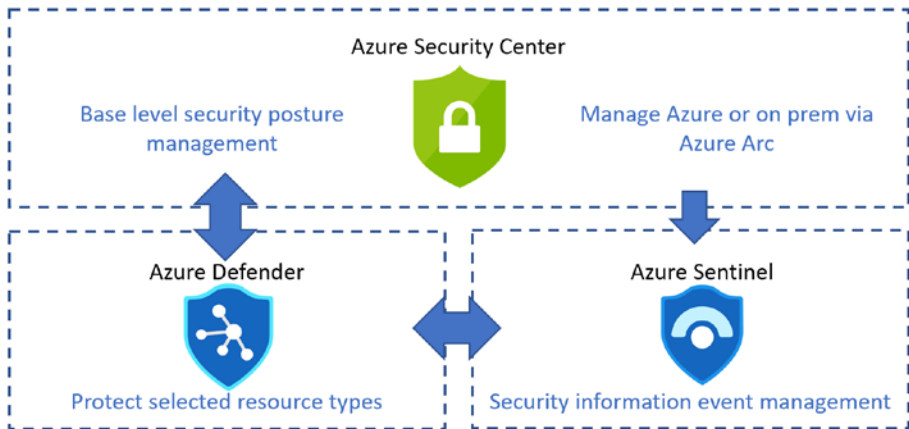 Azure Security Center
Base level security posture
management
Manage Azure or on prem via
Azure Arc
Azure Defender
Protect selected resource types
Azure Sentinel
Security information event management